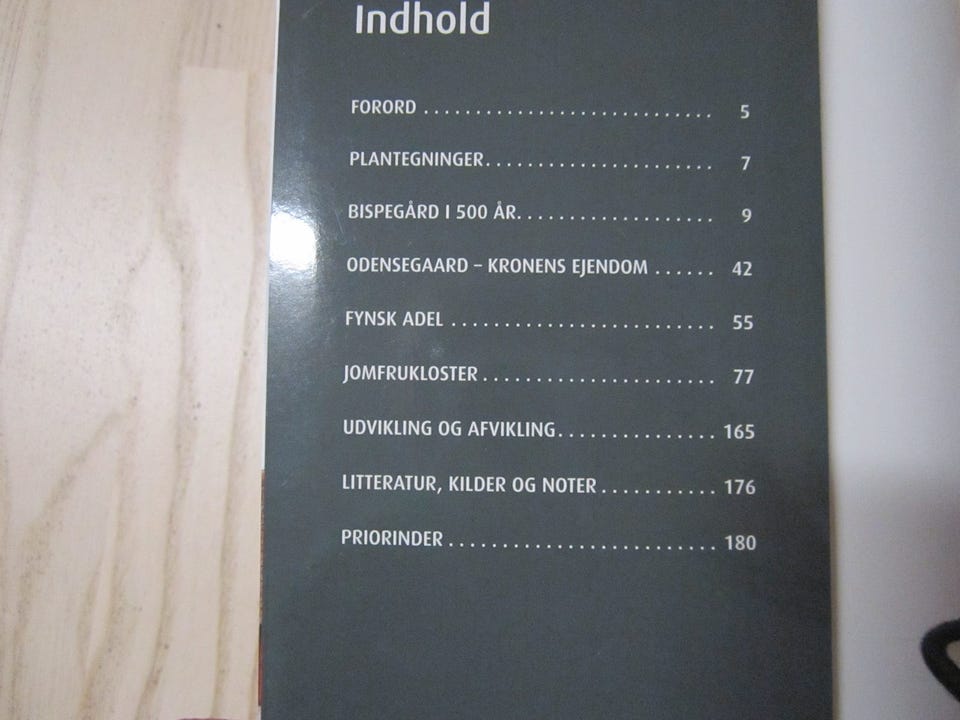 Indhold
FORORD ............................ 5
PLANTEGNINGER...................... 7
BISPEGÅRD I 500 ÅR................... 9
ODENSEGAARD – KRONENS EJENDOM ...... 42
FYNSK ADEL ......................... 55
JOMFRUKLOSTER ...................... 77
UDVIKLING OG AFVIKLING............... 165
LITTERATUR, KILDER OG NOTER........... 176
PRIORINDER ......................... 180